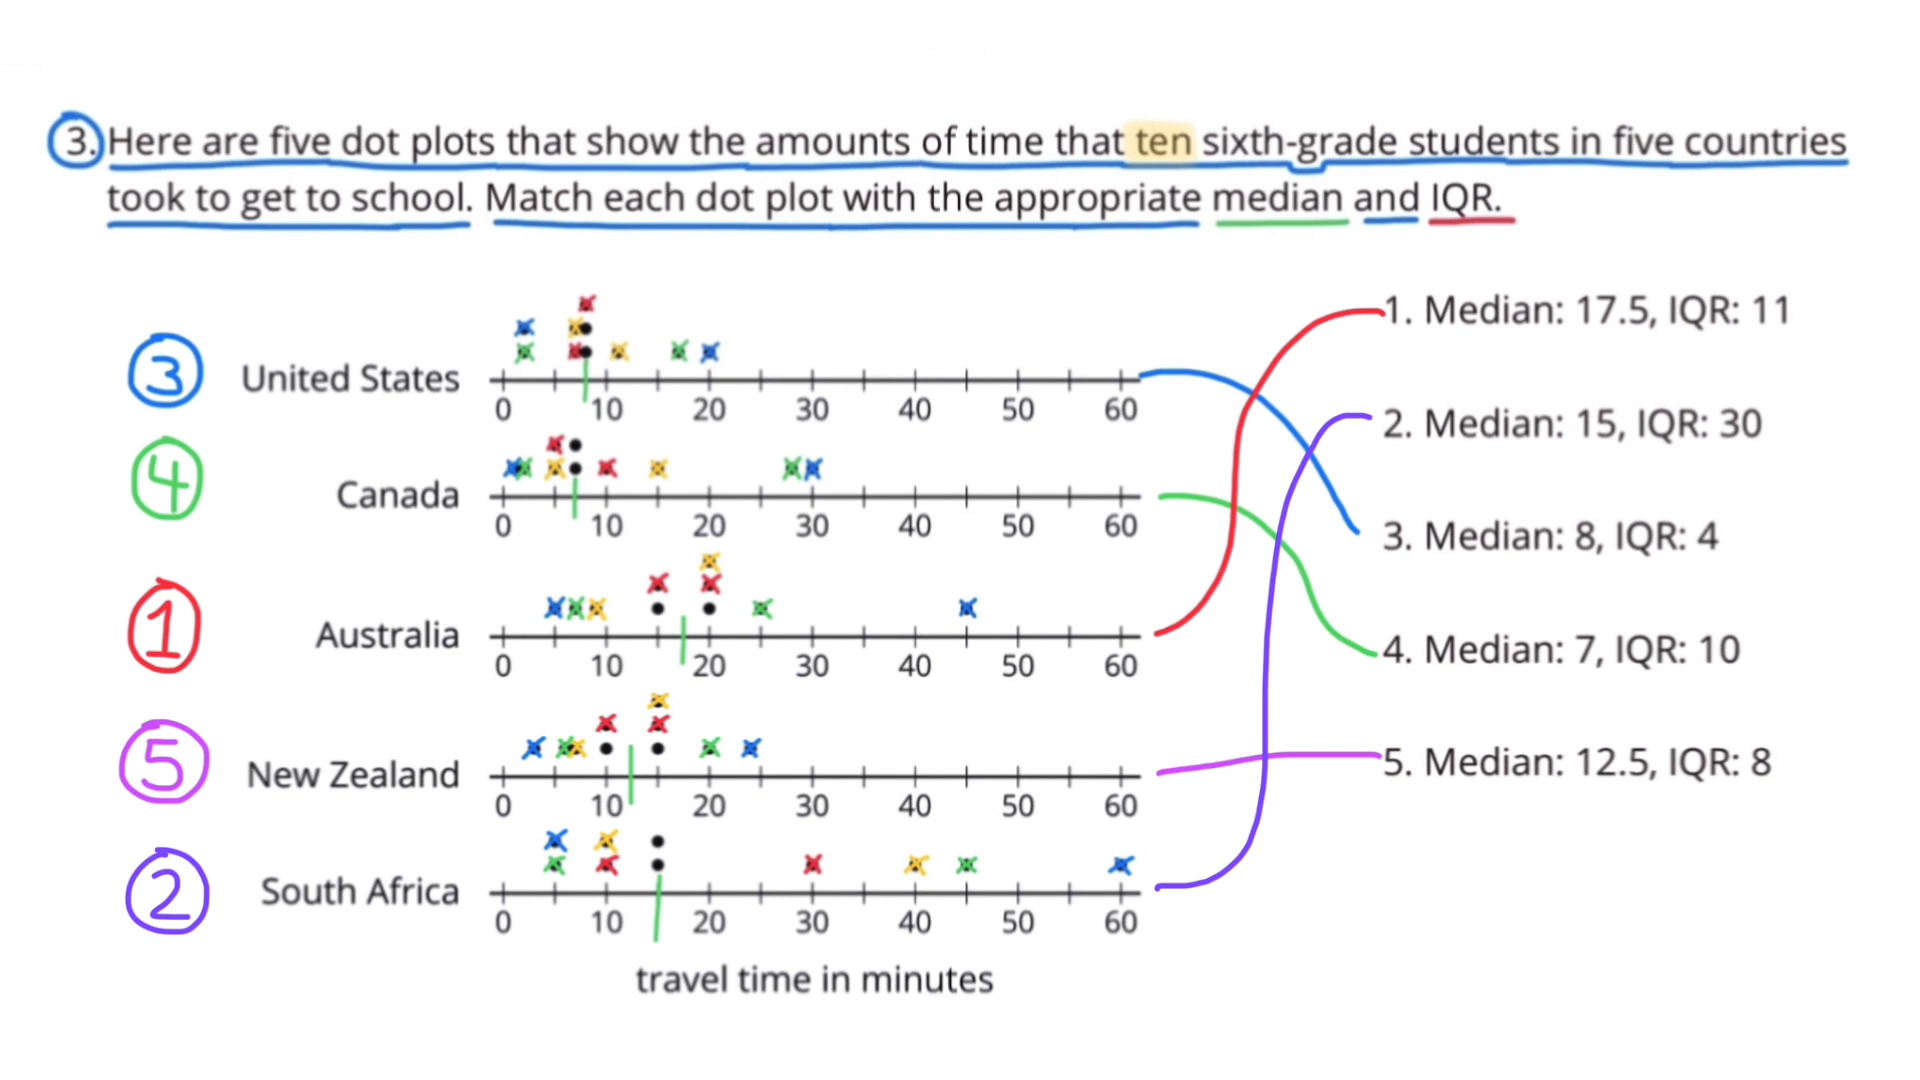 3. Here are five dot plots that show the amounts of time that ten sixth-grade students in five countries
took to get to school. Match each dot plot with the appropriate median and IQR.
3 United States
0 10 20 30 40 50 60
4 Canada
0 10 20 30 40 50 60
1 Australia
0 10 20 30 40 50 60
5 New Zealand
0 10 20 30 40 50 60
2 South Africa
0 10 20 30 40 50 60
travel time in minutes
1. Median: 17.5, IQR: 11
2. Median: 15, IQR: 30
3. Median: 8, IQR: 4
4. Median: 7, IQR: 10
5. Median: 12.5, IQR: 8